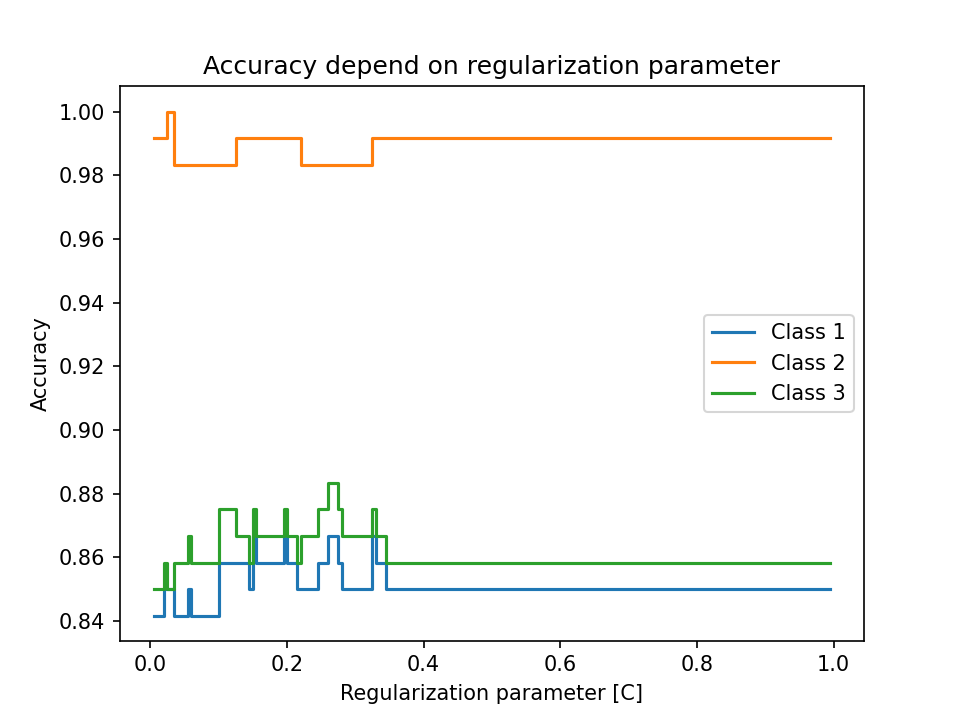 Accuracy depend on regularization parameter
1.00
0.98
0.96
0.94
0.92
0.90
0.88
0.86
0.84
Accuracy
Class 1
Class 2
Class 3
0.0 0.2 0.4 0.6 0.8 1.0
Regularization parameter [C]